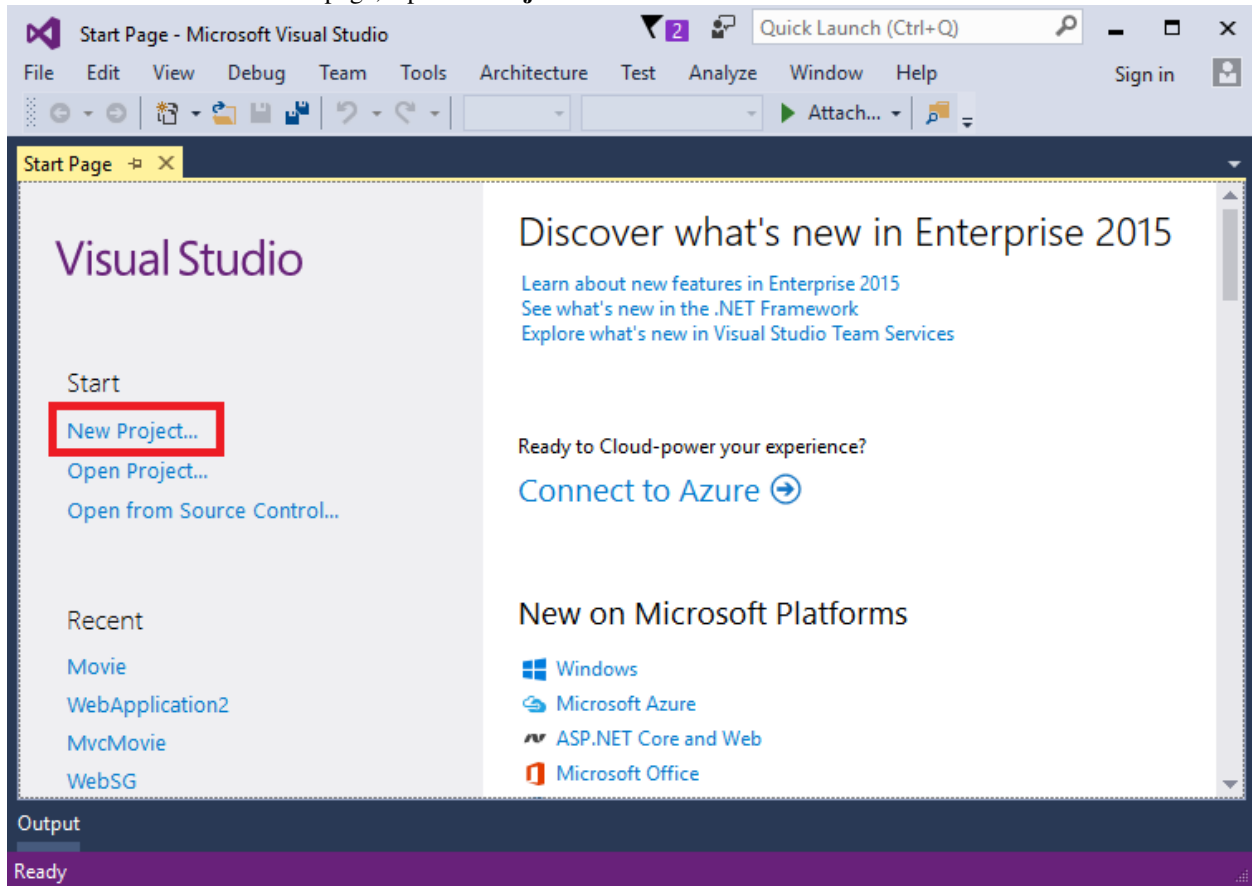 Start Page - Microsoft Visual Studio
2
Quick Launch (Ctrl+Q)
File Edit View Debug Team Tools Architecture Test Analyze Window Help Sign in
Attach...
Start Page
Visual Studio
Start
New Project...
Open Project...
Open from Source Control...
Recent
Movie
WebApplication2
MvcMovie
WebSG
Discover what's new in Enterprise 2015
Learn about new features in Enterprise 2015
See what's new in the .NET Framework
Explore what's new in Visual Studio Team Services
Ready to Cloud-power your experience?
Connect to Azure
New on Microsoft Platforms
Windows
Microsoft Azure
ASP.NET Core and Web
Microsoft Office
Output
Ready